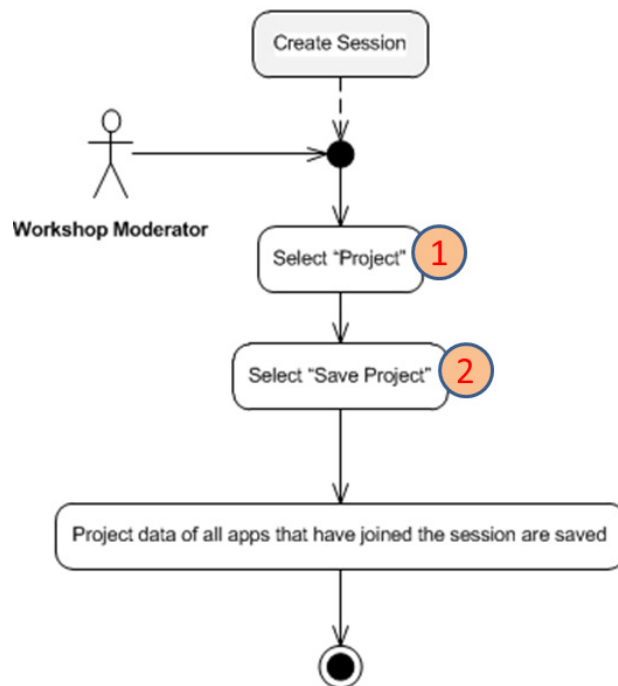 Create Session
Workshop Moderator
Select “Project”
1
Select “Save Project”
2
Project data of all apps that have joined the session are saved